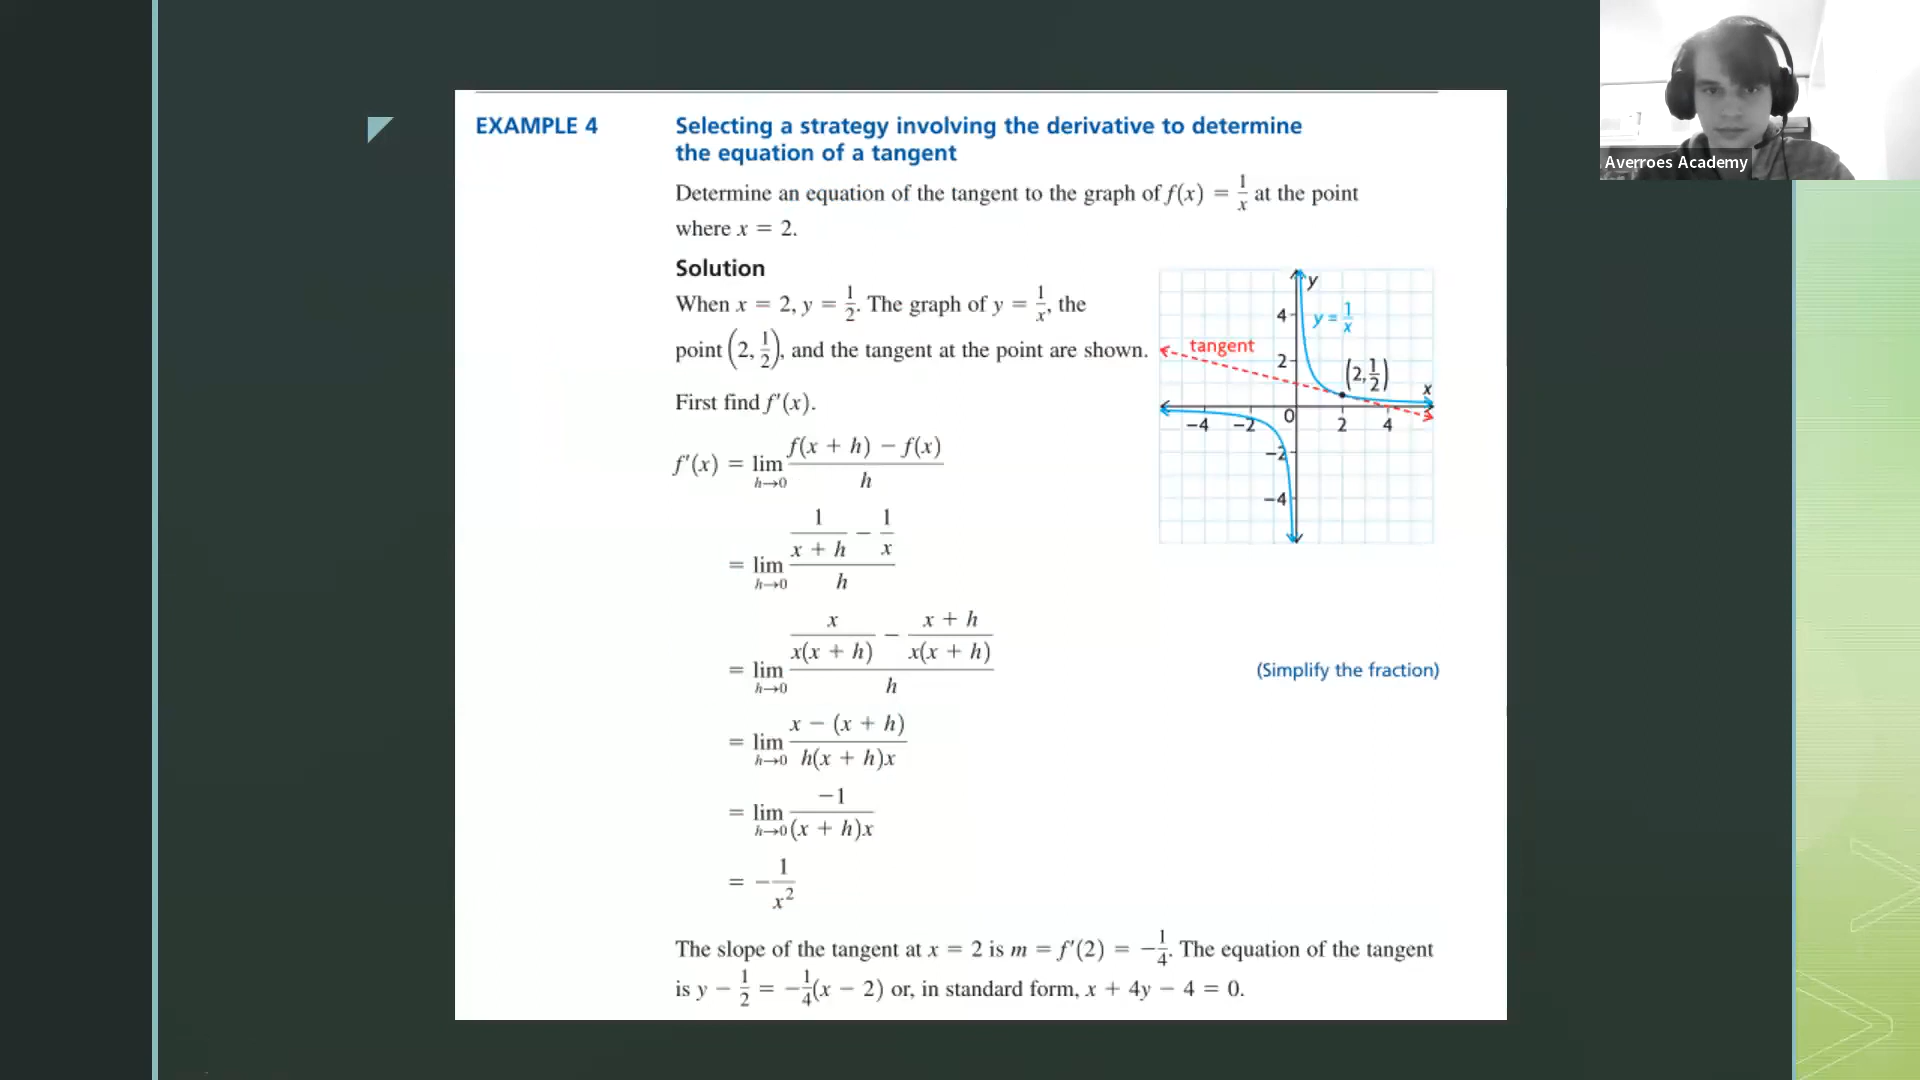 Averroes Academy
EXAMPLE 4
Selecting a strategy involving the derivative to determine
the equation of a tangent
Determine an equation of the tangent to the graph of f(x) = 1/x at the point
where x = 2.
Solution
When x = 2, y = 1/2. The graph of y = 1/x, the
point (2, 1/2), and the tangent at the point are shown.
First find f′(x).
f′(x) = lim h→0 (f(x + h) − f(x))/h
= lim h→0 (1/(x + h) − 1/x)/h
= lim h→0 (x/(x(x + h)) − (x + h)/(x(x + h)))/h (Simplify the fraction)
= lim h→0 (x − (x + h))/(h(x + h)x)
= lim h→0 −1/((x + h)x)
= −1/x²
The slope of the tangent at x = 2 is m = f′(2) = −1/4. The equation of the tangent
is y − 1/2 = −1/4(x − 2) or, in standard form, x + 4y − 4 = 0.
y
4
y = 1/x
tangent
2
(2, 1/2)
x
−4 −2 0 2 4
−2
−4